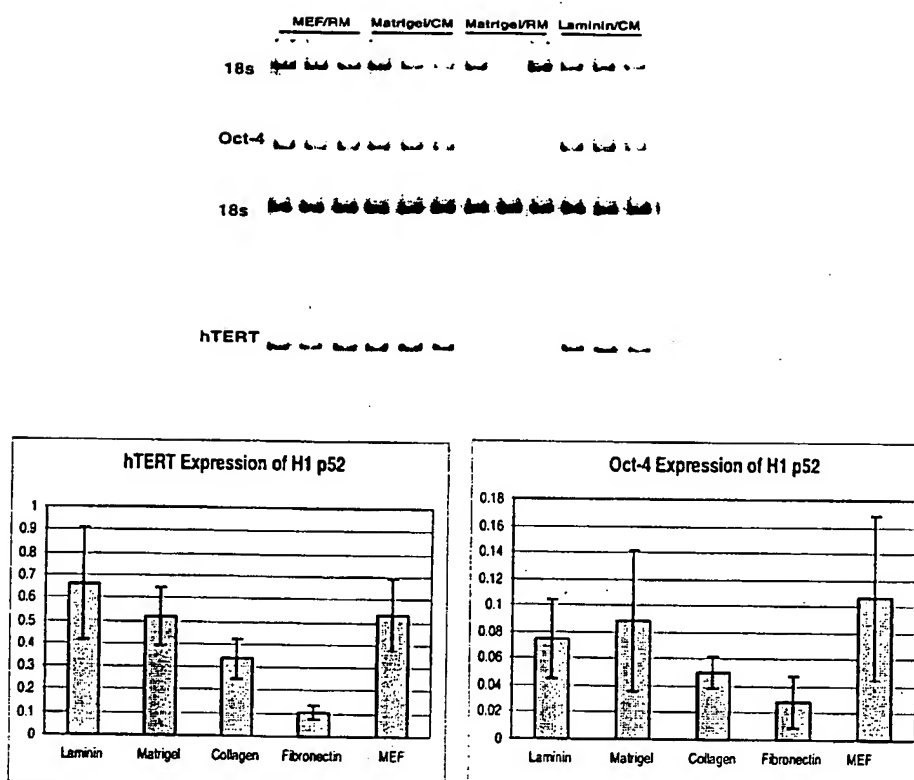 MEF/RM Matrigel/CM Matrigel/RM Laminin/CM
18s
Oct-4
18s
hTERT
hTERT Expression of H1 p52
1
0.9
0.8
0.7
0.6
0.5
0.4
0.3
0.2
0.1
0
Laminin Matrigel Collagen Fibronectin MEF
Oct-4 Expression of H1 p52
0.18
0.16
0.14
0.12
0.1
0.08
0.06
0.04
0.02
0
Laminin Matrigel Collagen Fibronectin MEF